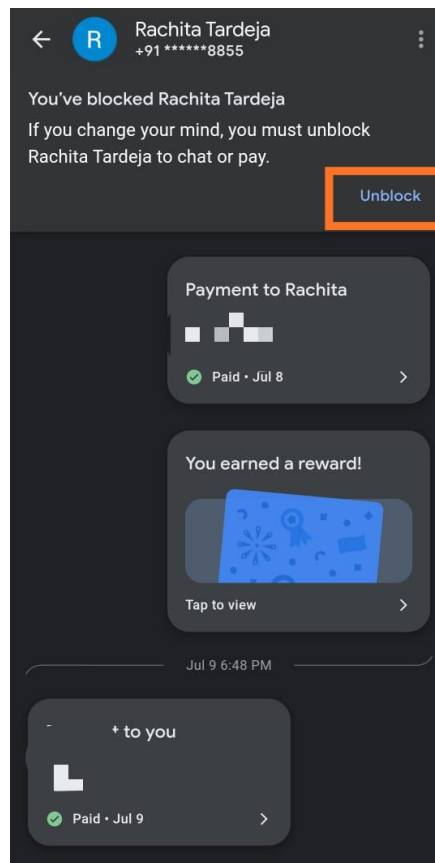 R
Rachita Tardeja
+91 ******8855
You've blocked Rachita Tardeja
If you change your mind, you must unblock
Rachita Tardeja to chat or pay.
Unblock
Payment to Rachita
Paid • Jul 8
You earned a reward!
Tap to view
Jul 9 6:48 PM
to you
Paid • Jul 9